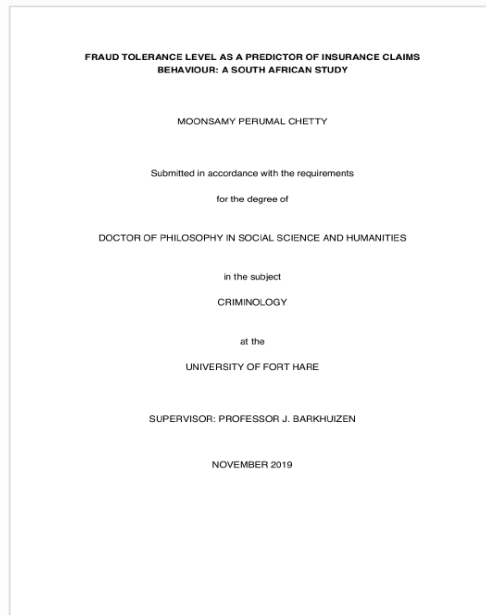 FRAUD TOLERANCE LEVEL AS A PREDICTOR OF INSURANCE CLAIMS
BEHAVIOUR: A SOUTH AFRICAN STUDY
MOONSAMY PERUMAL CHETTY
Submitted in accordance with the requirements
for the degree of
DOCTOR OF PHILOSOPHY IN SOCIAL SCIENCE AND HUMANITIES
in the subject
CRIMINOLOGY
at the
UNIVERSITY OF FORT HARE
SUPERVISOR: PROFESSOR J. BARKHUIZEN
NOVEMBER 2019